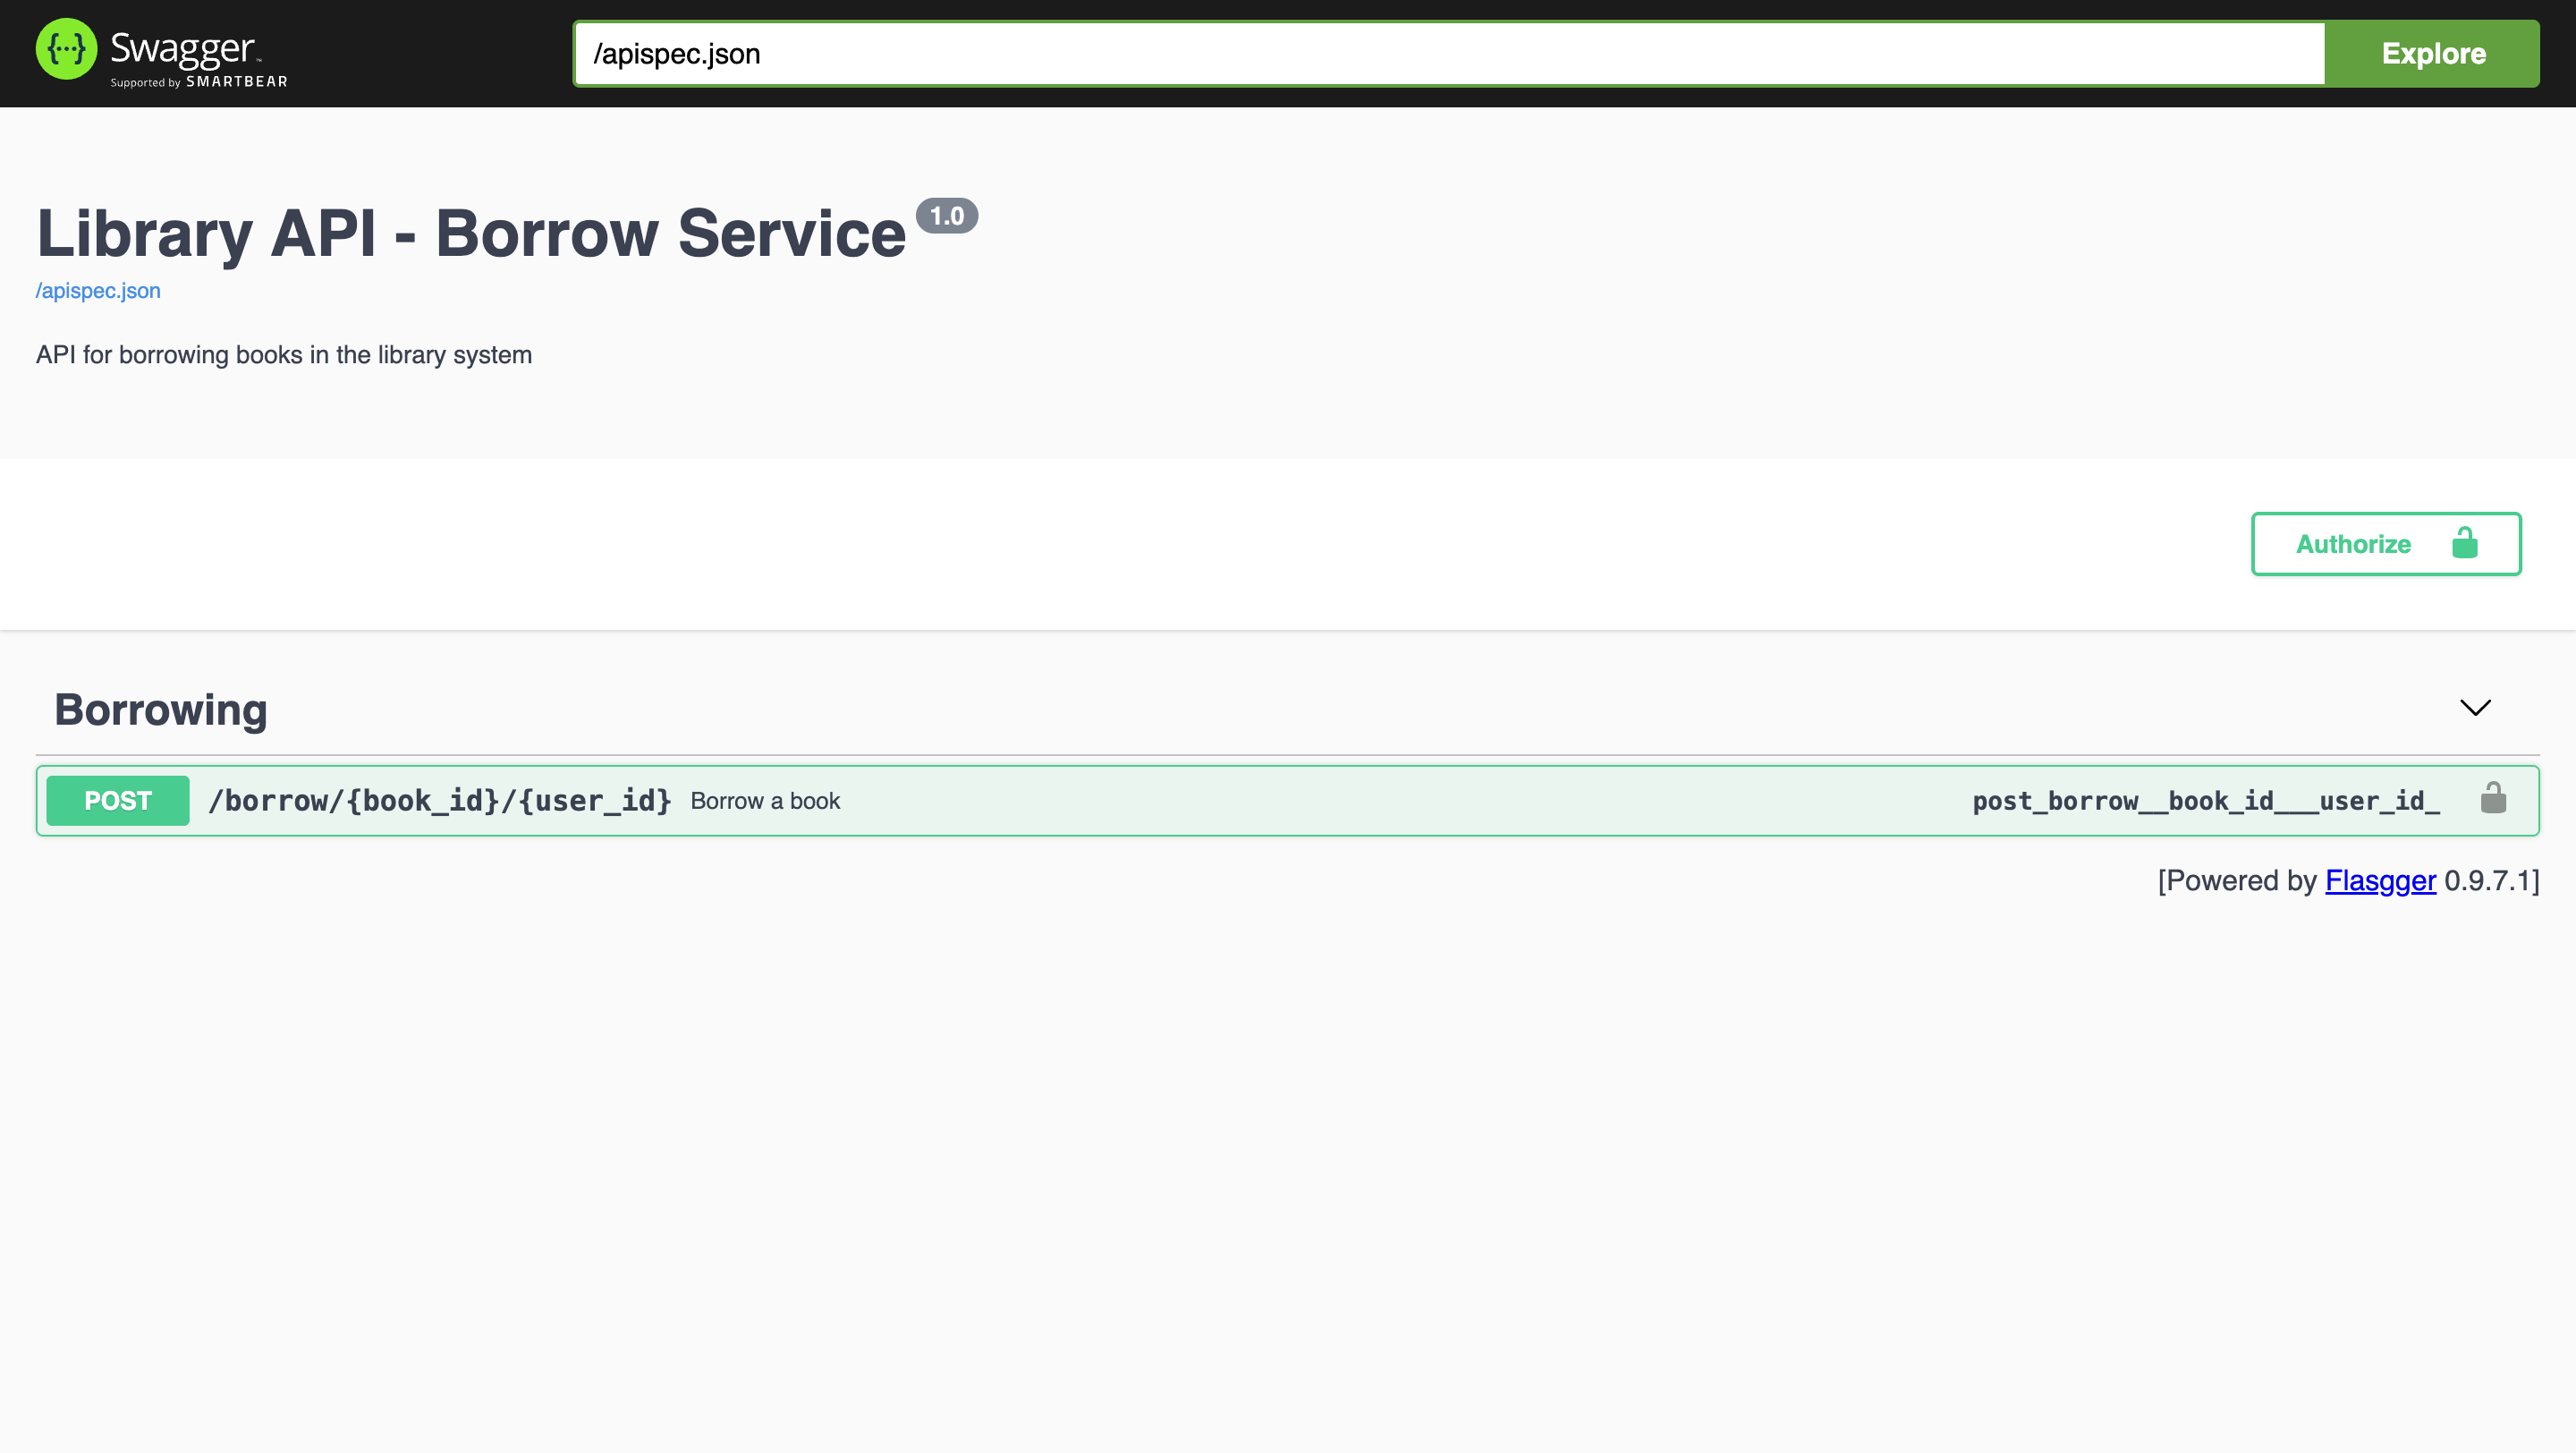 {···} Swagger™
Supported by SMARTBEAR
/apispec.json
Explore
Library API - Borrow Service 1.0
/apispec.json
API for borrowing books in the library system
Authorize
Borrowing
POST /borrow/{book_id}/{user_id} Borrow a book post_borrow__book_id___user_id_
[Powered by Flasgger 0.9.7.1]